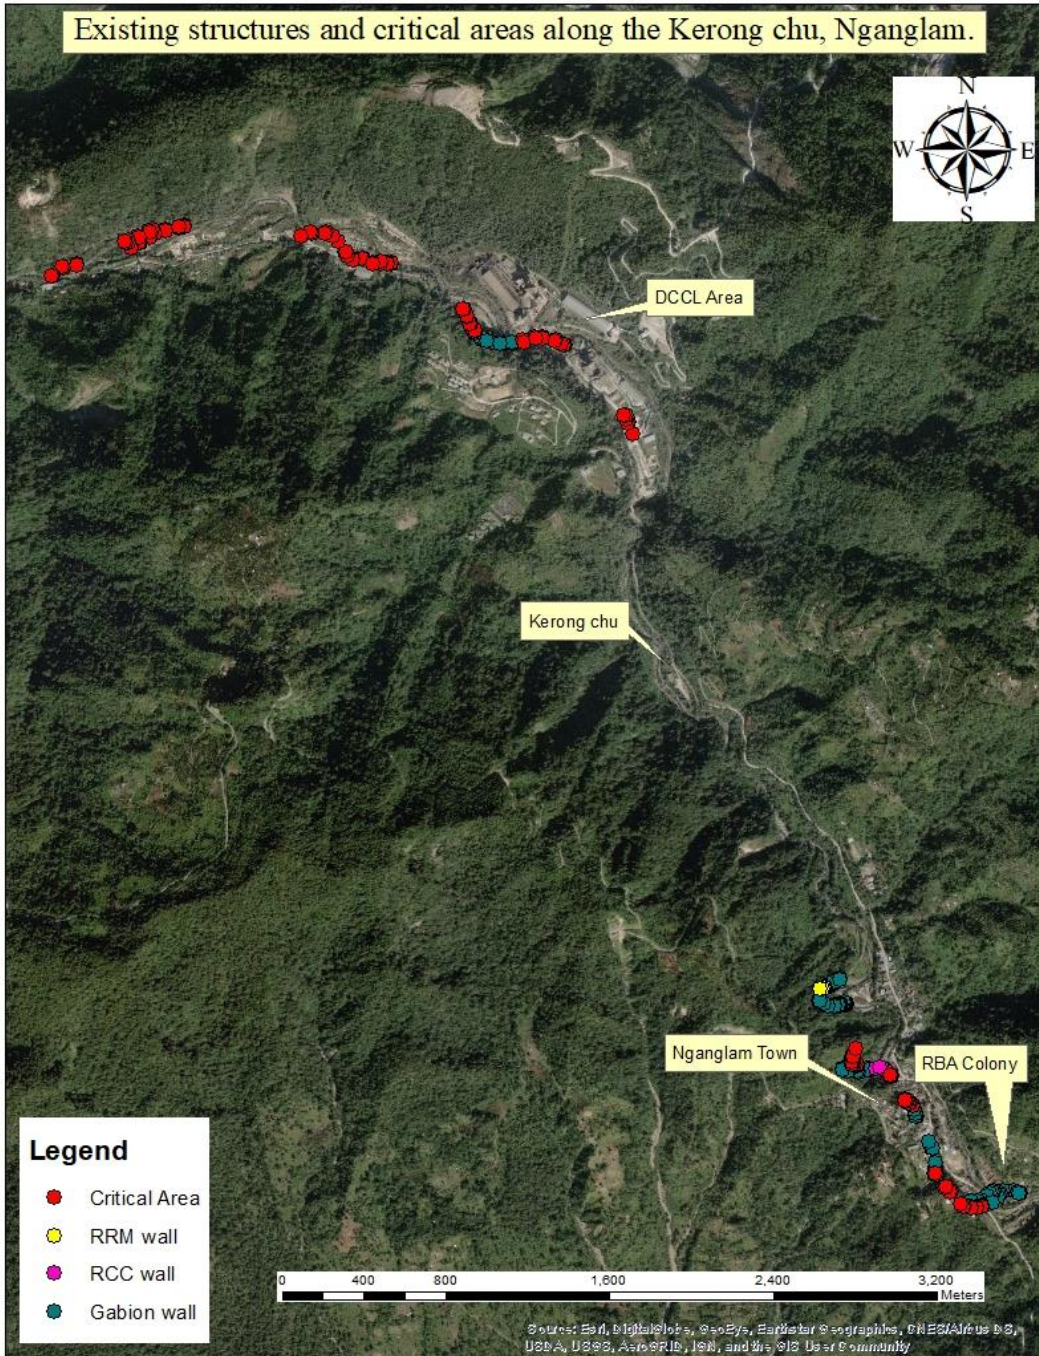 Existing structures and critical areas along the Kerong chu, Nganglam.
N
W E
S
DCCL Area
Kerong chu
Nganglam Town
RBA Colony
Legend
Critical Area
RRM wall
RCC wall
Gabion wall
0 400 800 1,600 2,400 3,200
Meters
Source: Esri, DigitalGlobe, GeoEye, Earthstar Geographics, CNES/Airbus DS,
USDA, USGS, AeroGRID, IGN, and the GIS User Community